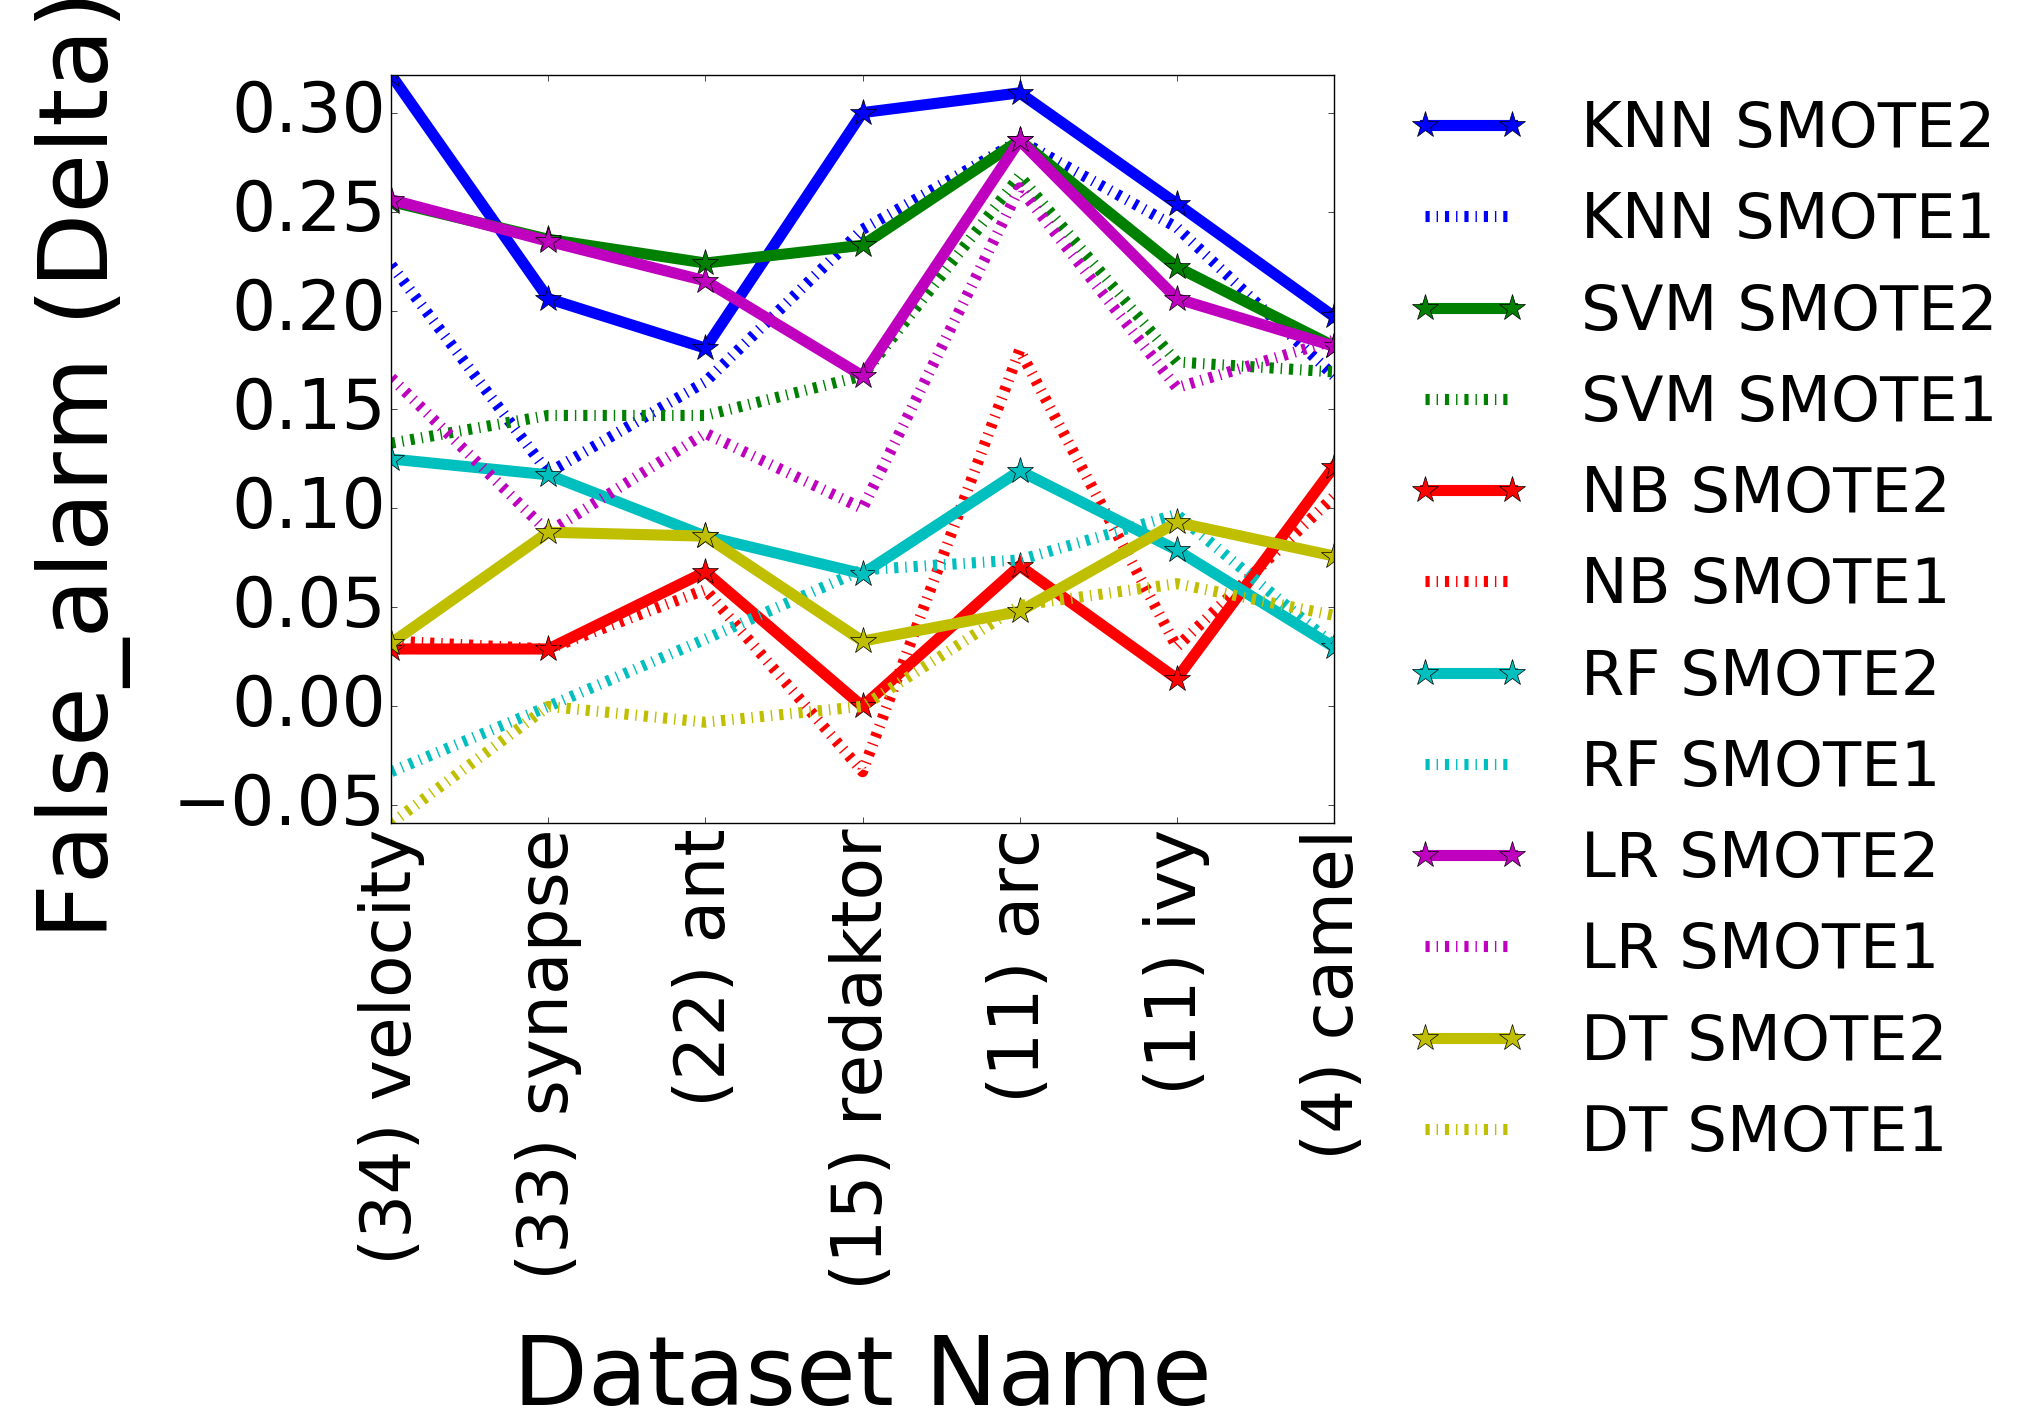 False_alarm (Delta)
0.30
0.25
0.20
0.15
0.10
0.05
0.00
−0.05
(34) velocity
(33) synapse
(22) ant
(15) redaktor
(11) arc
(11) ivy
(4) camel
Dataset Name
KNN SMOTE2
KNN SMOTE1
SVM SMOTE2
SVM SMOTE1
NB SMOTE2
NB SMOTE1
RF SMOTE2
RF SMOTE1
LR SMOTE2
LR SMOTE1
DT SMOTE2
DT SMOTE1